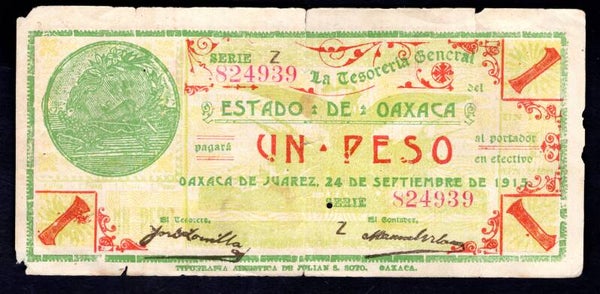 SERIE Z
824939
La Tesorería General
del
1
ESTADO DE OAXACA
pagará UN PESO al portador
en efectivo
OAXACA DE JUAREZ, 24 DE SEPTIEMBRE DE 1915
SERIE Z 824939
1
El Tesorero, El Contador,
1
TIPOGRAFIA ARTISTICA DE JULIAN S. SOTO. OAXACA.